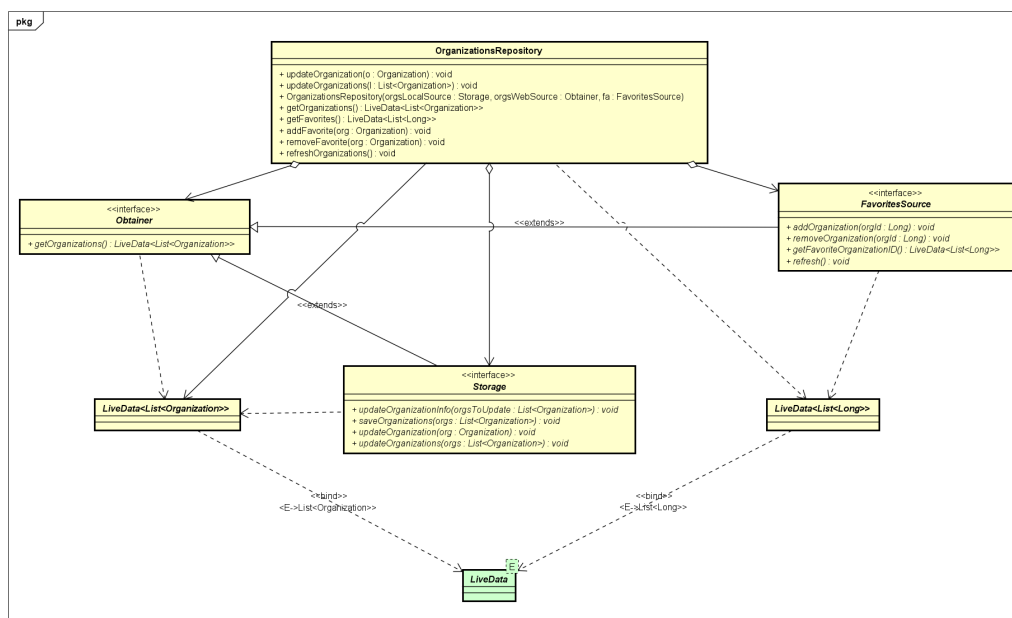 pkg
OrganizationsRepository
+ updateOrganization(o : Organization) : void
+ updateOrganizations(l : List<Organization>) : void
+ OrganizationsRepository(orgsLocalSource : Storage, orgsWebSource : Obtainer, fa : FavoritesSource)
+ getOrganizations() : LiveData<List<Organization>>
+ getFavorites() : LiveData<List<Long>>
+ addFavorite(org : Organization) : void
+ removeFavorite(org : Organization) : void
+ refreshOrganizations() : void
<<interface>>
Obtainer
+ getOrganizations() : LiveData<List<Organization>>
<<interface>>
FavoritesSource
+ addOrganization(orgId : Long) : void
+ removeOrganization(orgId : Long) : void
+ getFavoriteOrganizationID() : LiveData<List<Long>>
+ refresh() : void
<<extends>>
<<extends>>
<<interface>>
Storage
+ updateOrganizationInfo(orgsToUpdate : List<Organization>) : void
+ saveOrganizations(orgs : List<Organization>) : void
+ updateOrganization(org : Organization) : void
+ updateOrganizations(orgs : List<Organization>) : void
LiveData<List<Organization>>
LiveData<List<Long>>
<<bind>>
<E->List<Organization>>
<<bind>>
<E->List<Long>>
E
LiveData